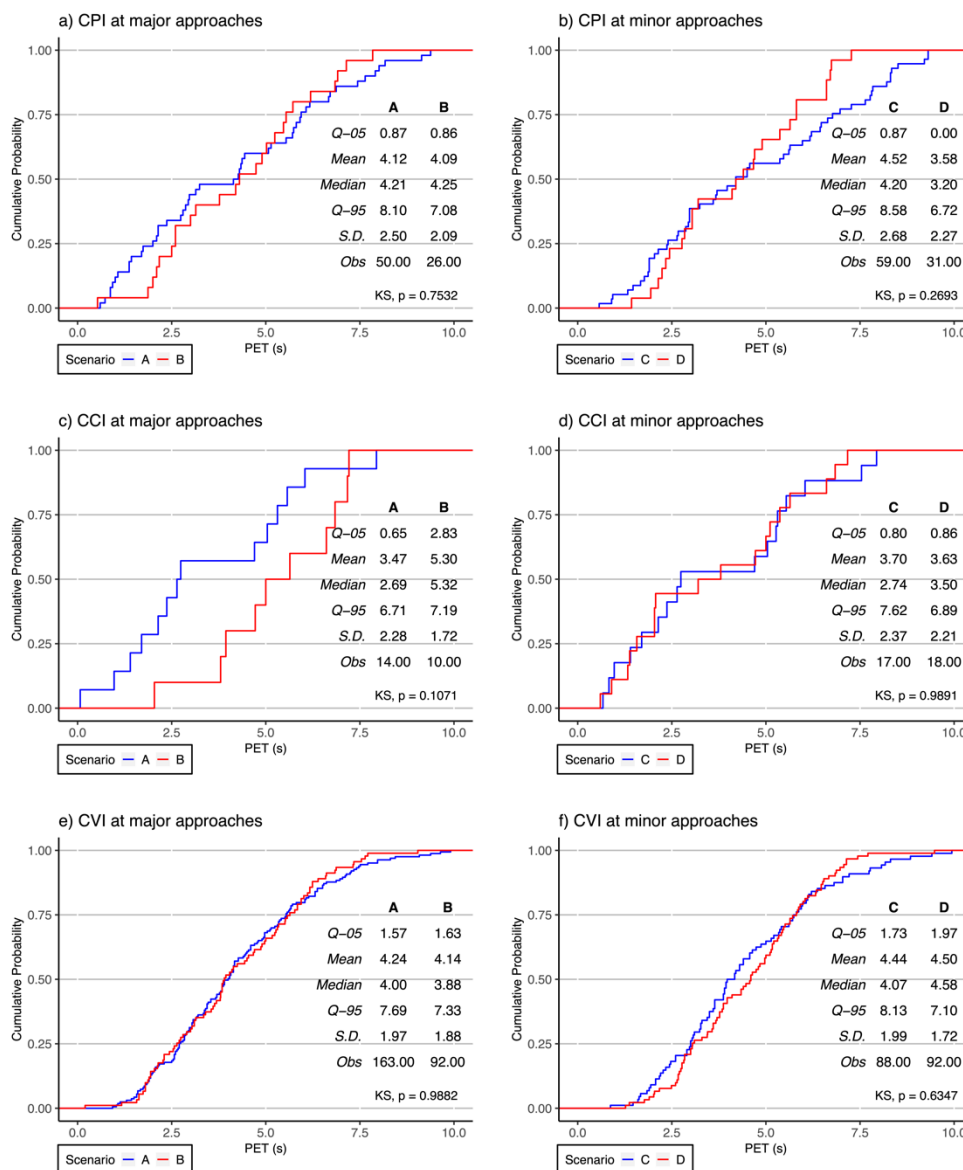 a) CPI at major approaches
1.00
0.75
0.50
0.25
0.00
Cumulative Probability
A B
Q−05 0.87 0.86
Mean 4.12 4.09
Median 4.21 4.25
Q−95 8.10 7.08
S.D. 2.50 2.09
Obs 50.00 26.00
KS, p = 0.7532
0.0 2.5 5.0 7.5 10.0
PET (s)
Scenario A B
b) CPI at minor approaches
1.00
0.75
0.50
0.25
0.00
Cumulative Probability
C D
Q−05 0.87 0.00
Mean 4.52 3.58
Median 4.20 3.20
Q−95 8.58 6.72
S.D. 2.68 2.27
Obs 59.00 31.00
KS, p = 0.2693
0.0 2.5 5.0 7.5 10.0
PET (s)
Scenario C D
c) CCI at major approaches
1.00
0.75
0.50
0.25
0.00
Cumulative Probability
A B
Q−05 0.65 2.83
Mean 3.47 5.30
Median 2.69 5.32
Q−95 6.71 7.19
S.D. 2.28 1.72
Obs 14.00 10.00
KS, p = 0.1071
0.0 2.5 5.0 7.5 10.0
PET (s)
Scenario A B
d) CCI at minor approaches
1.00
0.75
0.50
0.25
0.00
Cumulative Probability
C D
Q−05 0.80 0.86
Mean 3.70 3.63
Median 2.74 3.50
Q−95 7.62 6.89
S.D. 2.37 2.21
Obs 17.00 18.00
KS, p = 0.9891
0.0 2.5 5.0 7.5 10.0
PET (s)
Scenario C D
e) CVI at major approaches
1.00
0.75
0.50
0.25
0.00
Cumulative Probability
A B
Q−05 1.57 1.63
Mean 4.24 4.14
Median 4.00 3.88
Q−95 7.69 7.33
S.D. 1.97 1.88
Obs 163.00 92.00
KS, p = 0.9882
0.0 2.5 5.0 7.5 10.0
PET (s)
Scenario A B
f) CVI at minor approaches
1.00
0.75
0.50
0.25
0.00
Cumulative Probability
C D
Q−05 1.73 1.97
Mean 4.44 4.50
Median 4.07 4.58
Q−95 8.13 7.10
S.D. 1.99 1.72
Obs 88.00 92.00
KS, p = 0.6347
0.0 2.5 5.0 7.5 10.0
PET (s)
Scenario C D